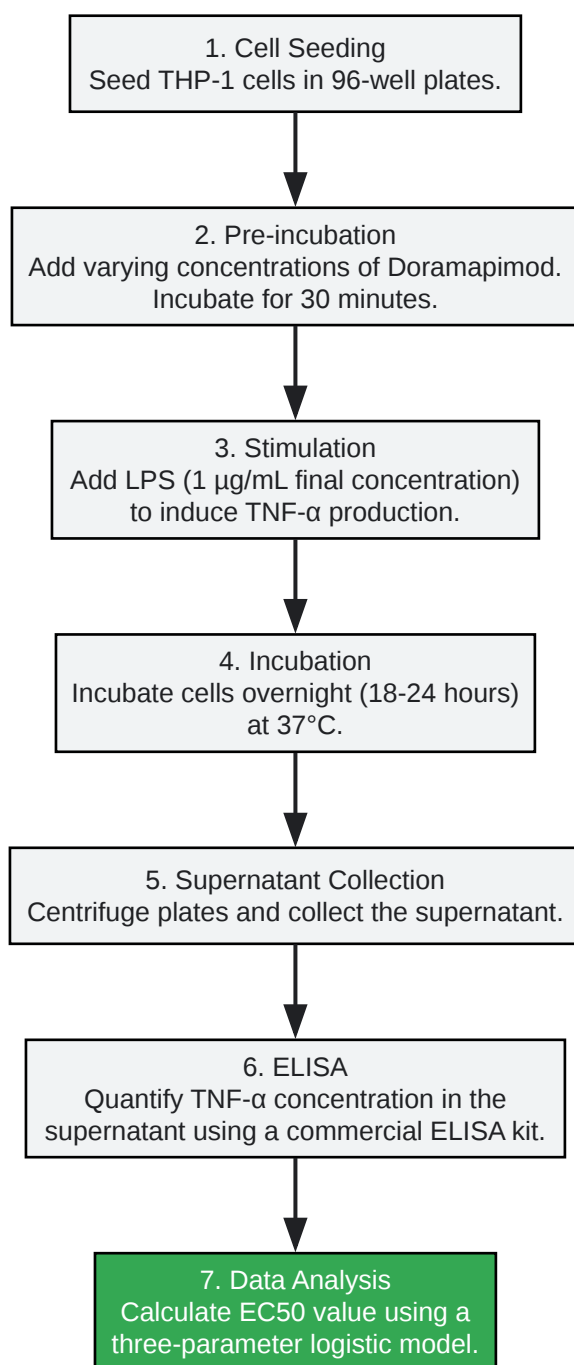 1. Cell Seeding
Seed THP-1 cells in 96-well plates.
2. Pre-incubation
Add varying concentrations of Doramapimod.
Incubate for 30 minutes.
3. Stimulation
Add LPS (1 µg/mL final concentration)
to induce TNF-α production.
4. Incubation
Incubate cells overnight (18-24 hours)
at 37°C.
5. Supernatant Collection
Centrifuge plates and collect the supernatant.
6. ELISA
Quantify TNF-α concentration in the
supernatant using a commercial ELISA kit.
7. Data Analysis
Calculate EC50 value using a
three-parameter logistic model.